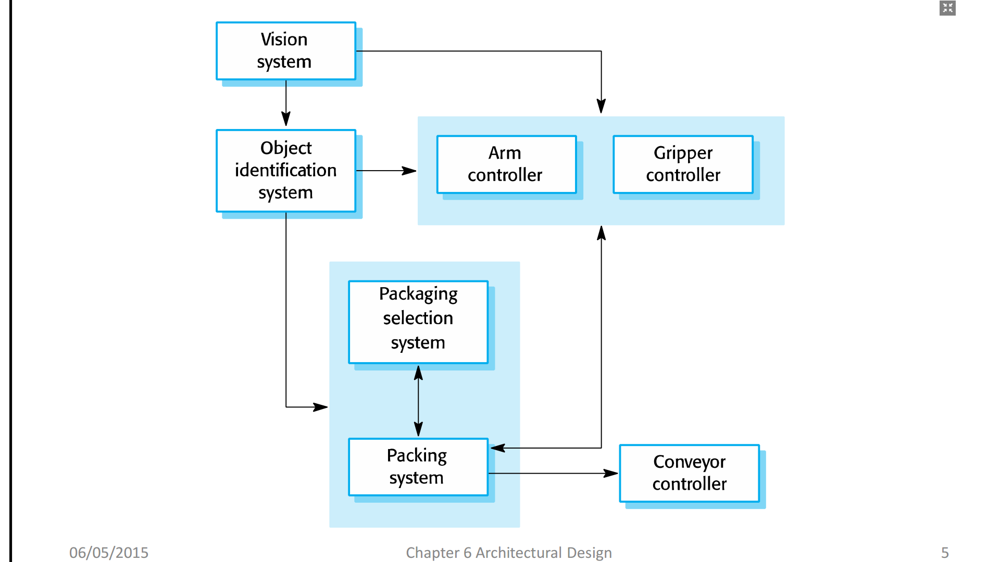 Vision
system
Object
identification
system
Arm
controller
Gripper
controller
Packaging
selection
system
Packing
system
Conveyor
controller
06/05/2015
Chapter 6 Architectural Design
5